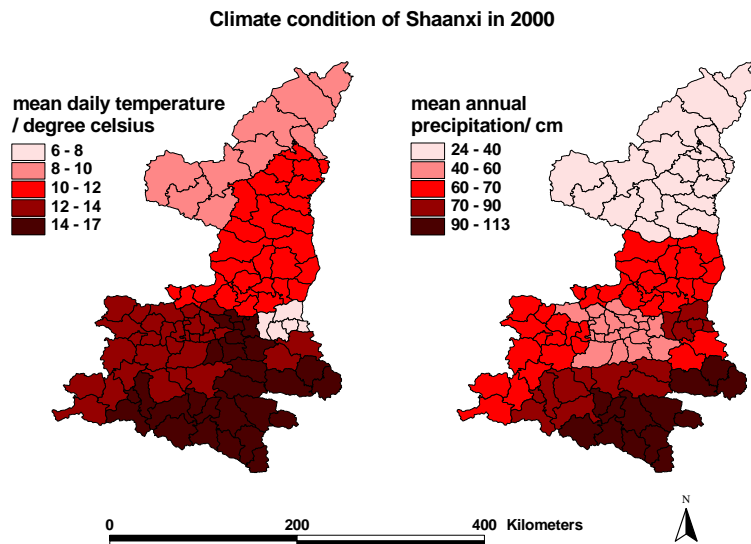 Climate condition of Shaanxi in 2000
mean daily temperature
/ degree celsius
6 - 8
8 - 10
10 - 12
12 - 14
14 - 17
mean annual
precipitation/ cm
24 - 40
40 - 60
60 - 70
70 - 90
90 - 113
N
0 200 400 Kilometers